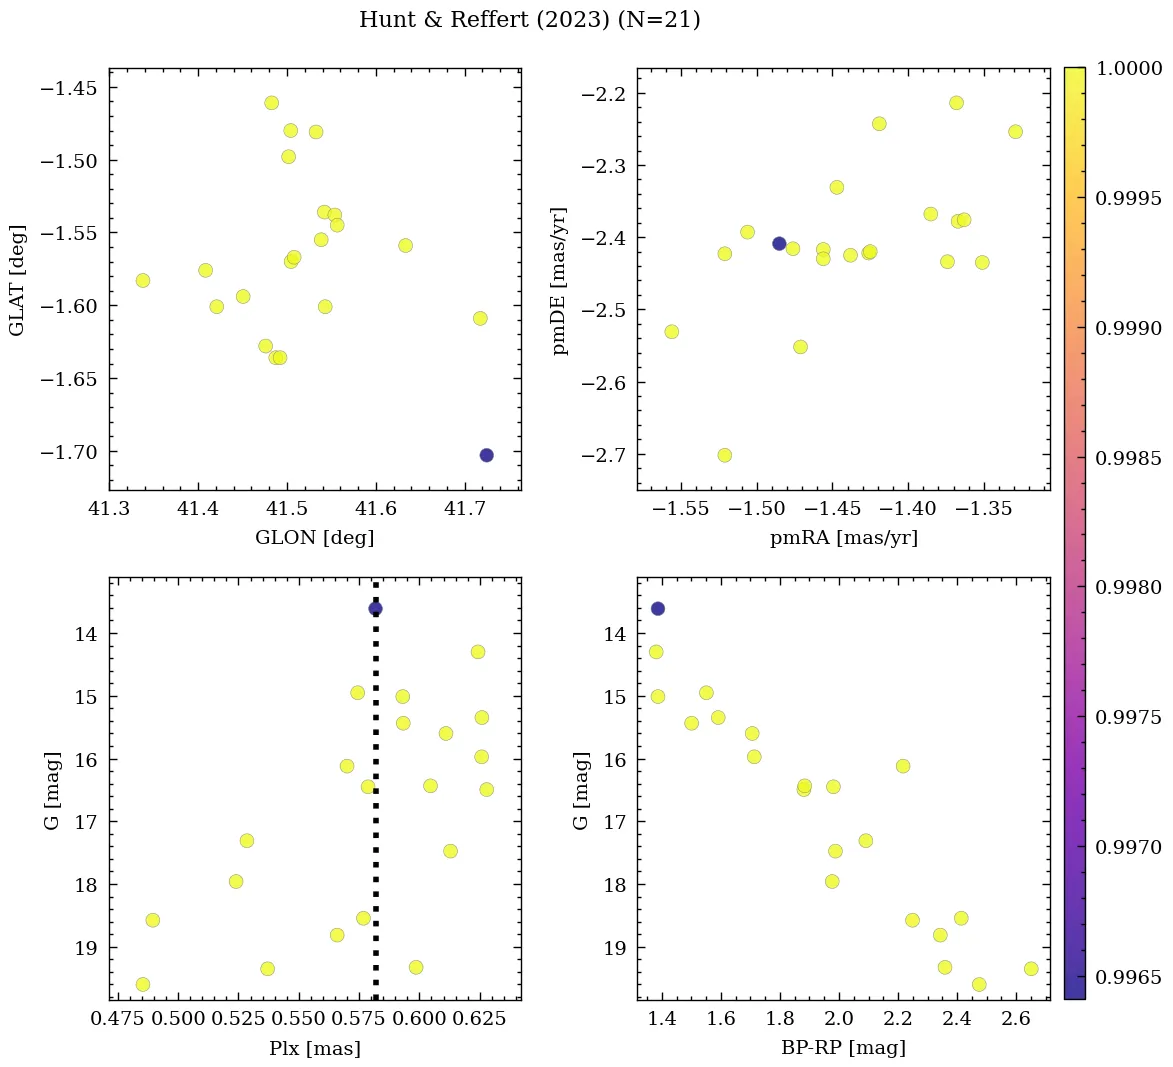 Hunt & Reffert (2023) (N=21)
−1.45
−1.50
−1.55
−1.60
−1.65
−1.70
GLAT [deg]
41.3 41.4 41.5 41.6 41.7
GLON [deg]
−2.2
−2.3
−2.4
−2.5
−2.6
−2.7
pmDE [mas/yr]
−1.55 −1.50 −1.45 −1.40 −1.35
pmRA [mas/yr]
14
15
16
17
18
19
G [mag]
0.475 0.500 0.525 0.550 0.575 0.600 0.625
Plx [mas]
14
15
16
17
18
19
G [mag]
1.4 1.6 1.8 2.0 2.2 2.4 2.6
BP-RP [mag]
1.0000
0.9995
0.9990
0.9985
0.9980
0.9975
0.9970
0.9965